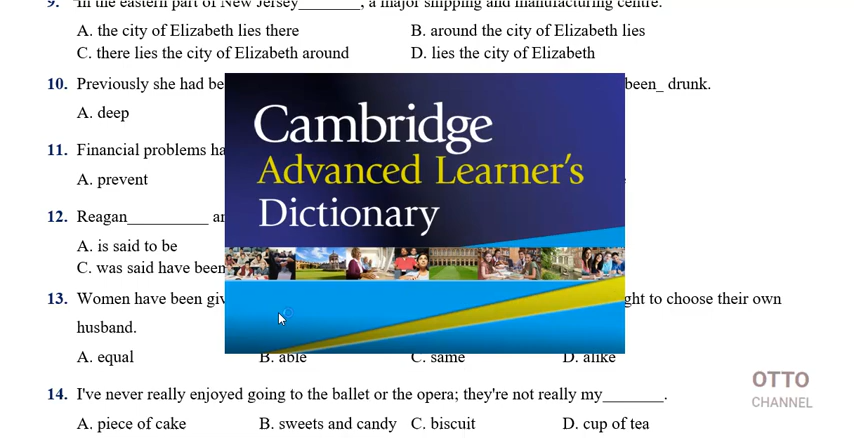 9. In the eastern part of New Jersey_______, a major shipping and manufacturing centre.
A. the city of Elizabeth lies there B. around the city of Elizabeth lies
C. there lies the city of Elizabeth around D. lies the city of Elizabeth
10. Previously she had be been_ drunk.
A. deep
11. Financial problems ha
A. prevent
12. Reagan_________ ar
A. is said to be
C. was said have been
13. Women have been giv ght to choose their own
husband.
A. equal B. able C. same D. alike
14. I've never really enjoyed going to the ballet or the opera; they're not really my_______.
A. piece of cake B. sweets and candy C. biscuit D. cup of tea
Cambridge
Advanced Learner's
Dictionary
OTTO
CHANNEL